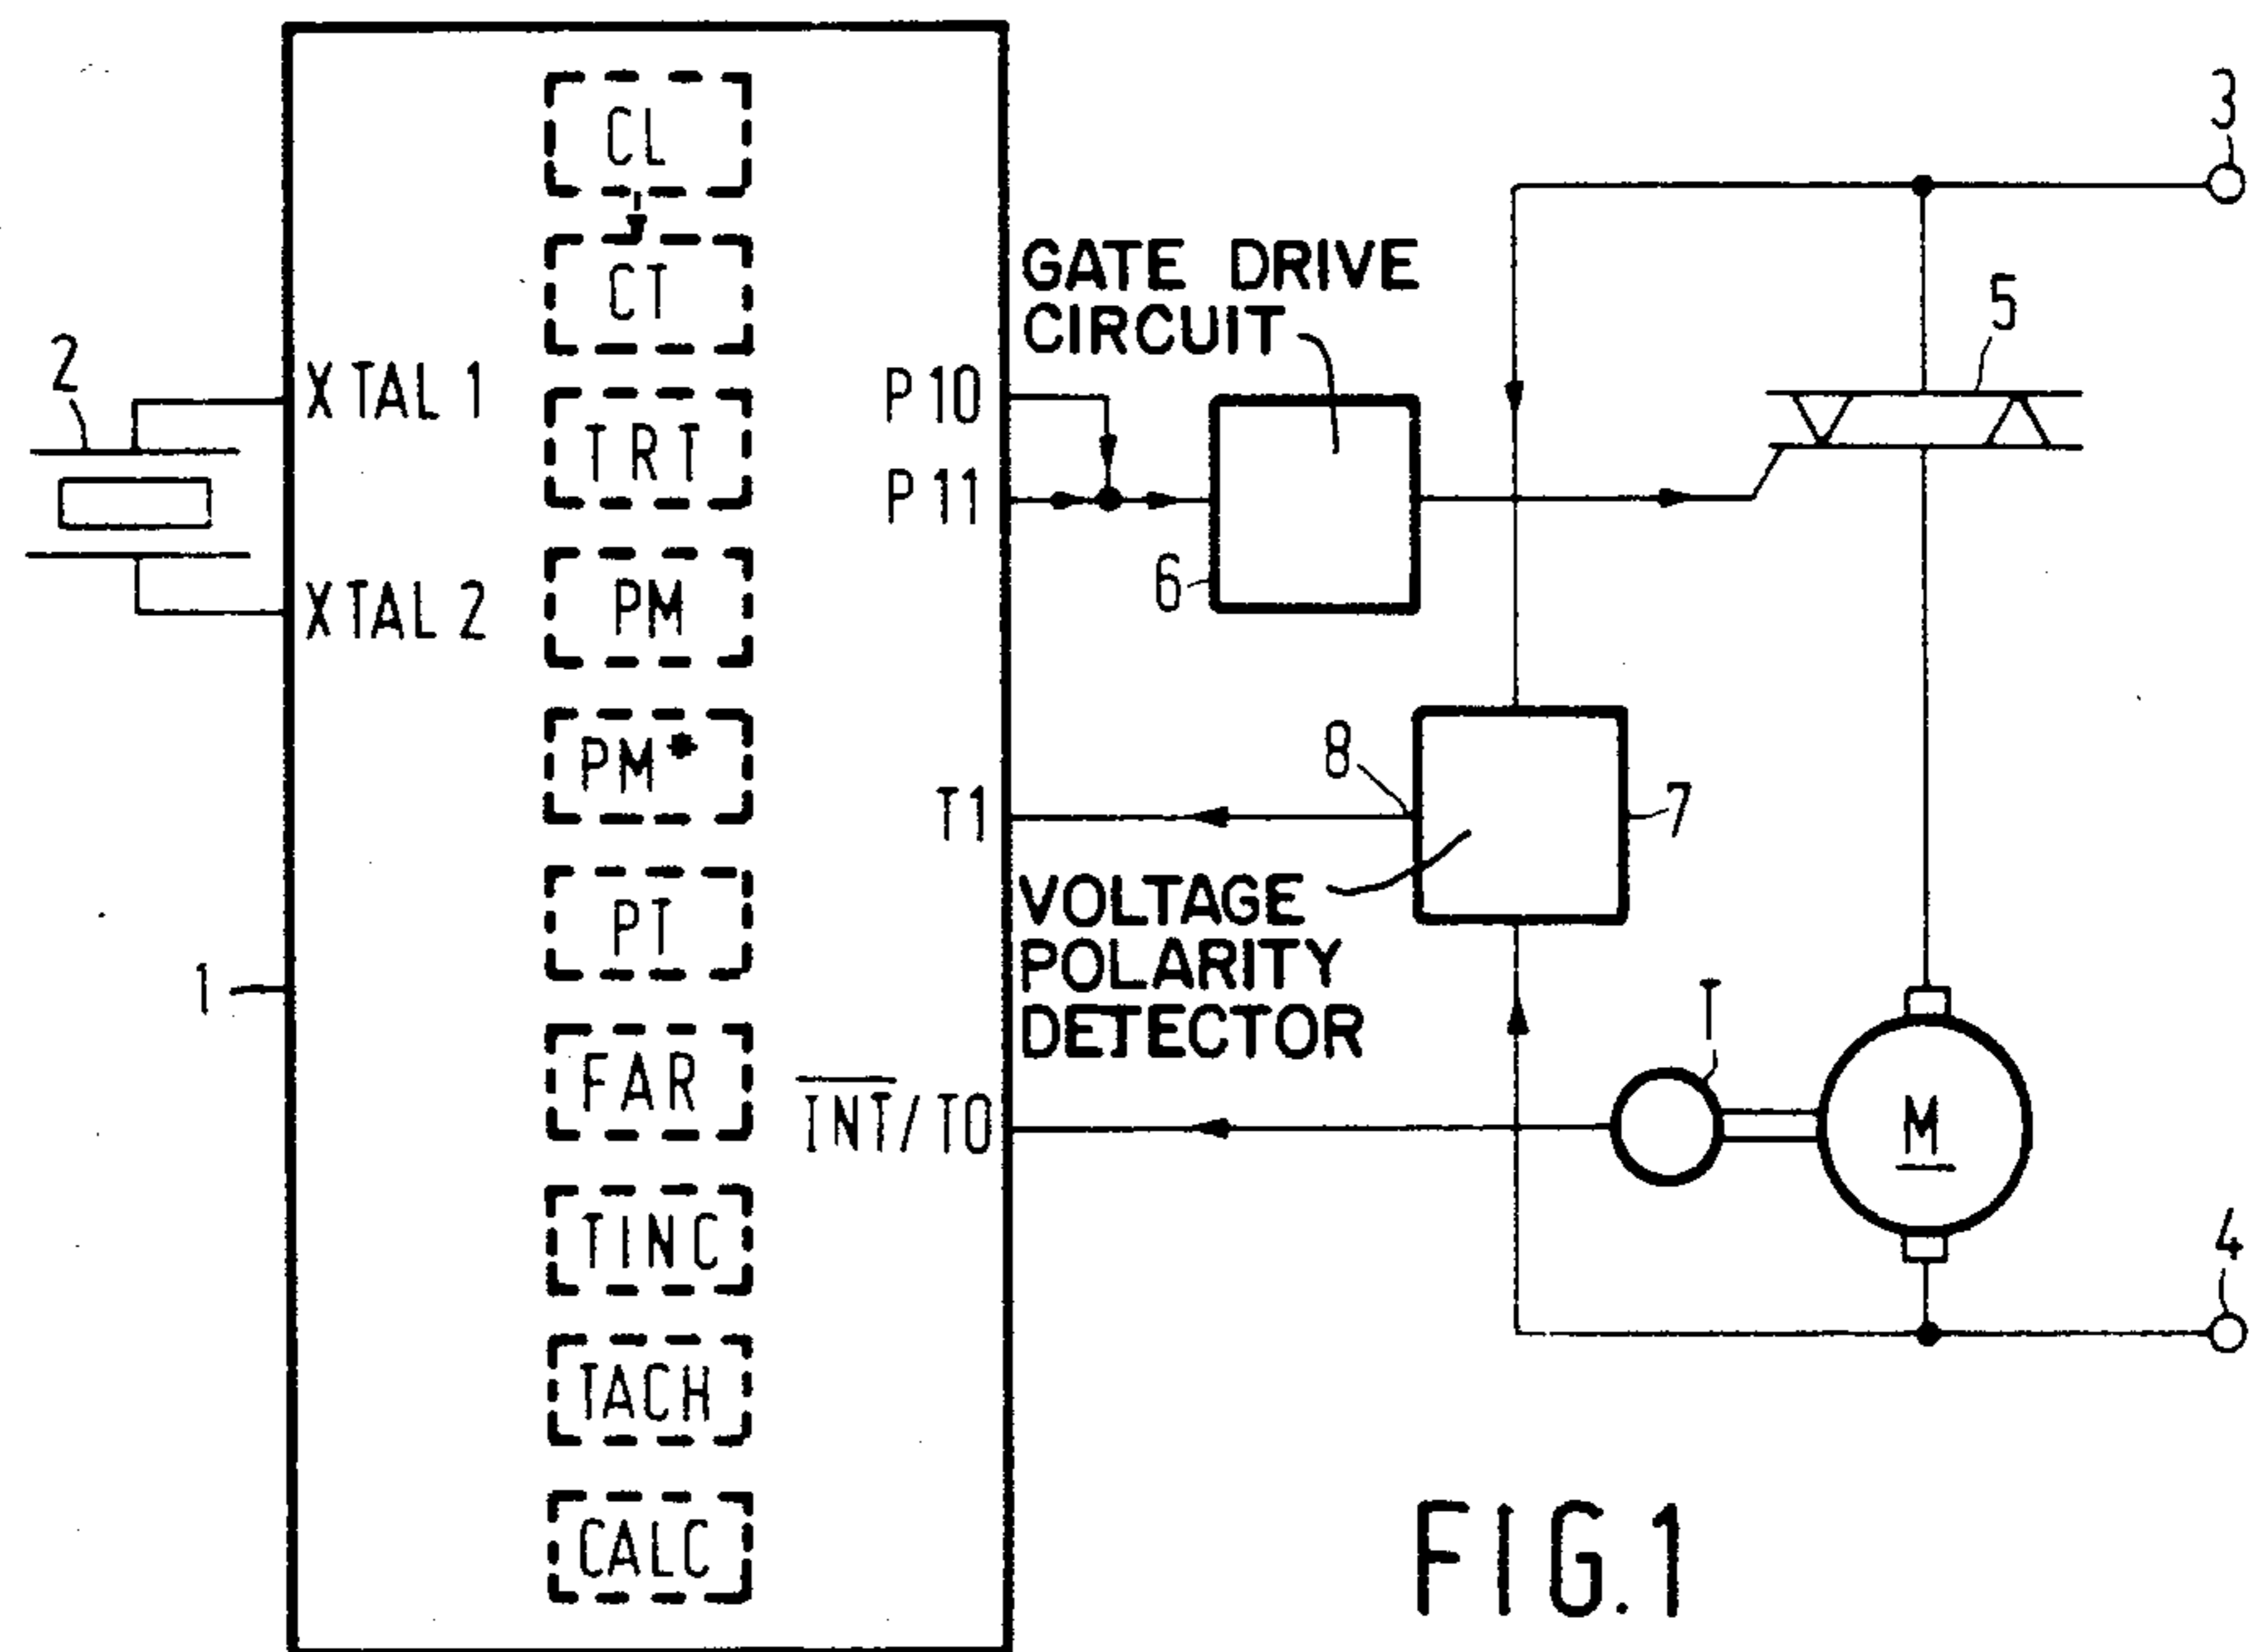 CL
CT
TRT
PM
PM*
PT
FAR
TINC
TACH
CALC
2
XTAL 1
XTAL 2
1
P10
P11
T1
INT/T0
GATE DRIVE
CIRCUIT
6
8
7
VOLTAGE
POLARITY
DETECTOR
3
5
T
M
4
FIG.1